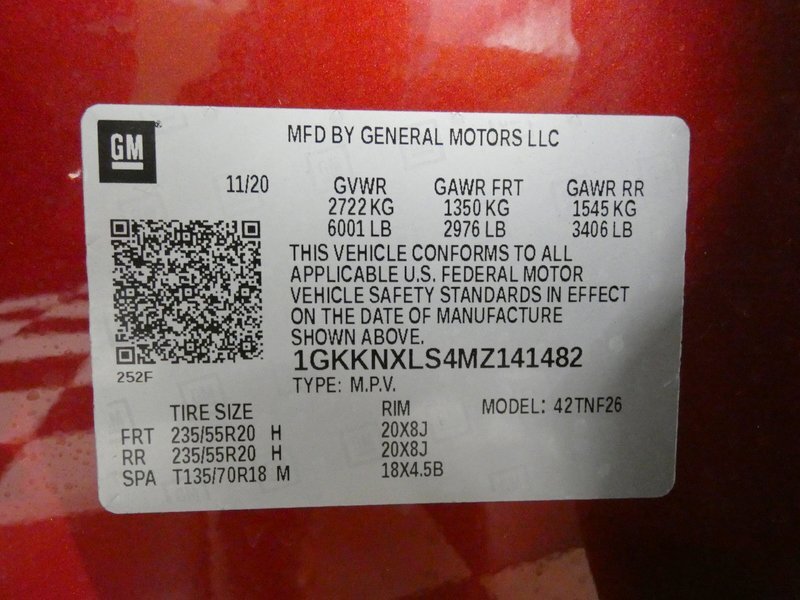 GM
MFD BY GENERAL MOTORS LLC
11/20 GVWR GAWR FRT GAWR RR
2722 KG 1350 KG 1545 KG
6001 LB 2976 LB 3406 LB
THIS VEHICLE CONFORMS TO ALL
APPLICABLE U.S. FEDERAL MOTOR
VEHICLE SAFETY STANDARDS IN EFFECT
ON THE DATE OF MANUFACTURE
SHOWN ABOVE.
1GKKNXLS4MZ141482
252F
TYPE: M.P.V.
TIRE SIZE RIM MODEL: 42TNF26
FRT 235/55R20 H 20X8J
RR 235/55R20 H 20X8J
SPA T135/70R18 M 18X4.5B